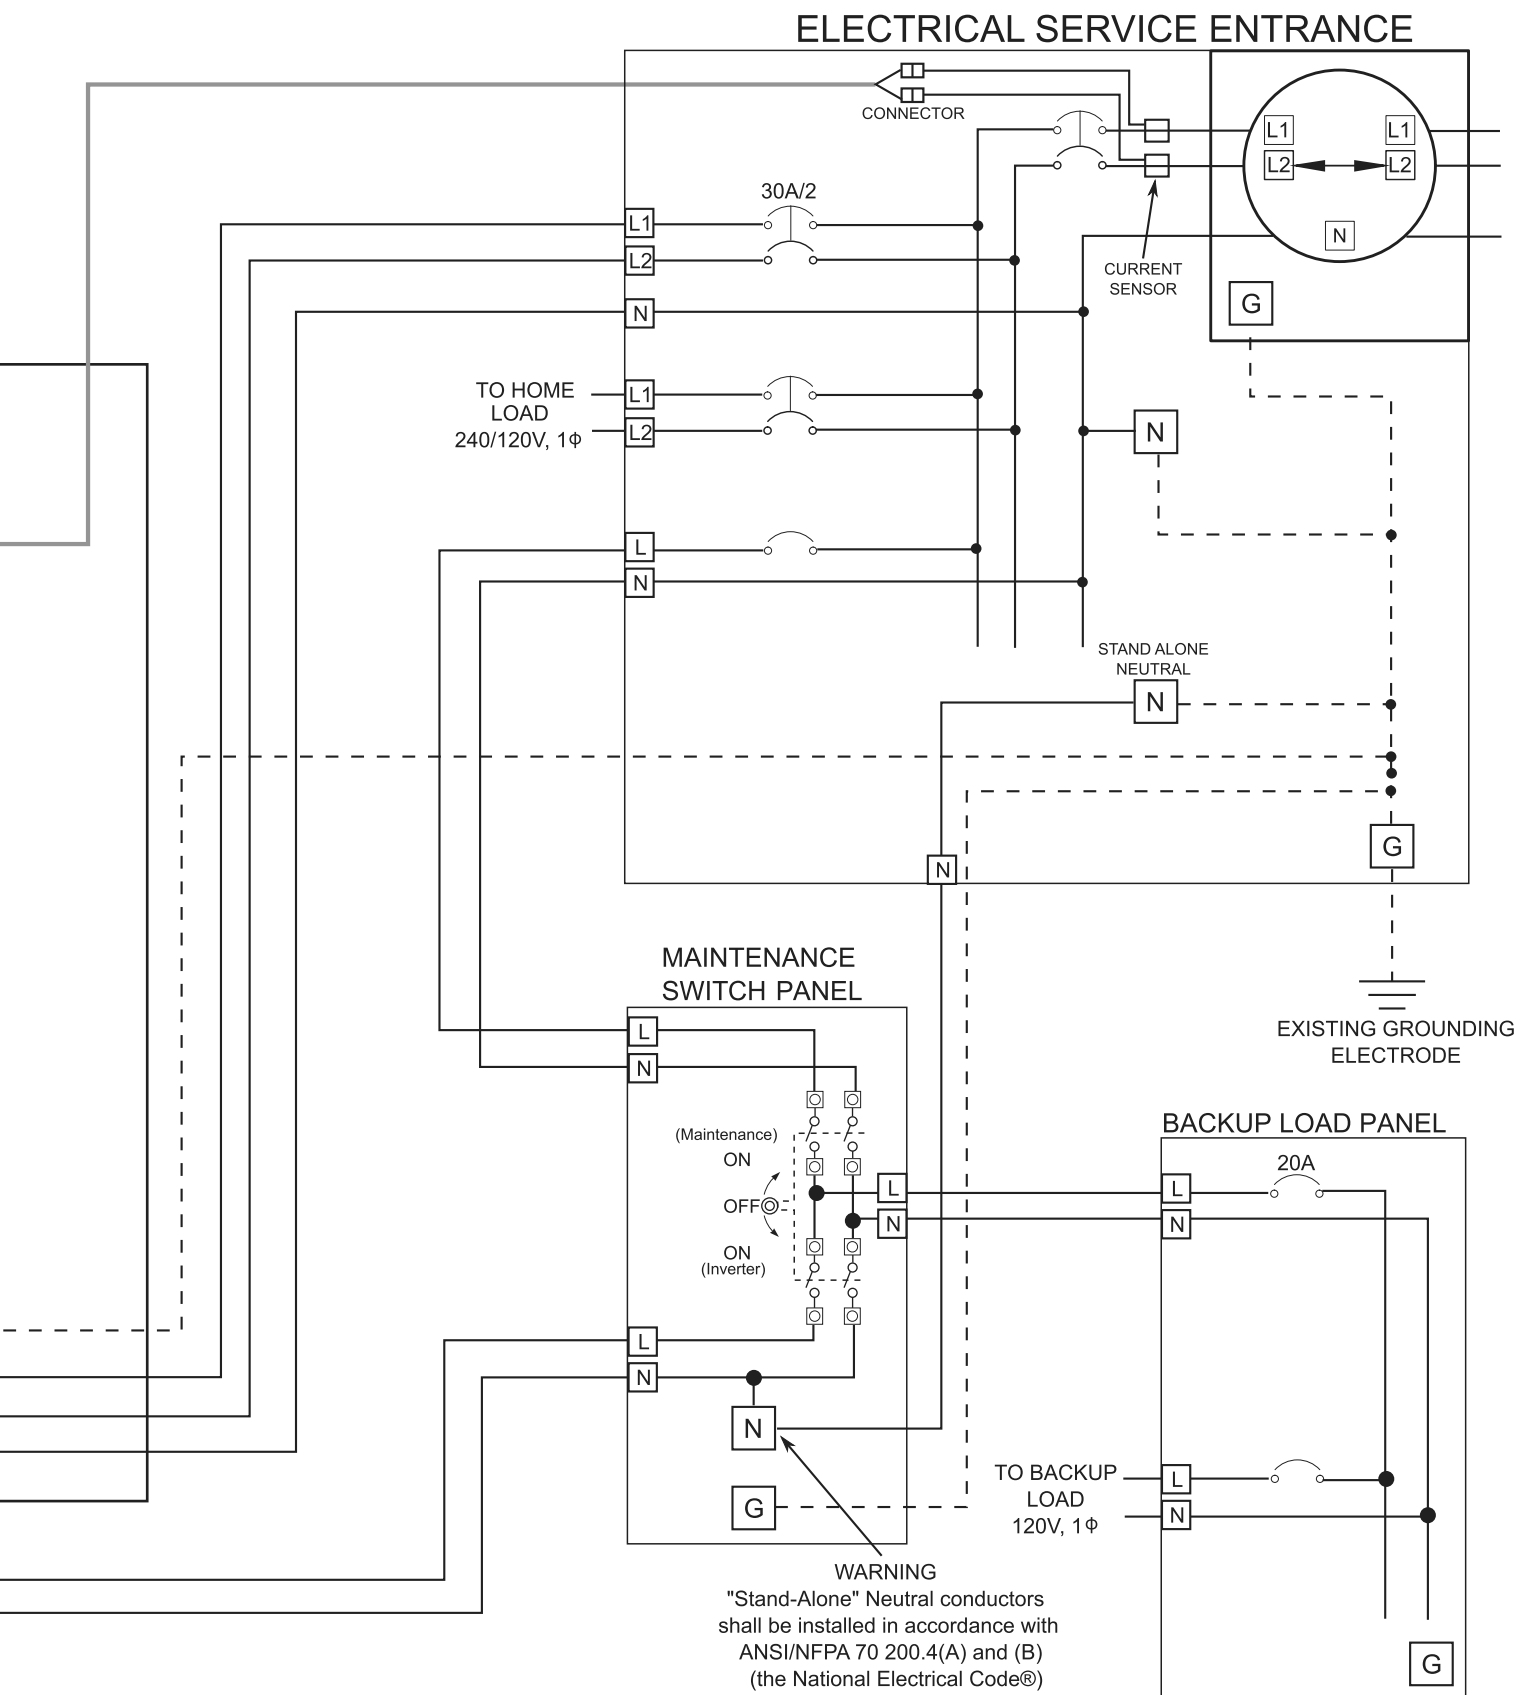 ELECTRICAL SERVICE ENTRANCE
CONNECTOR
L1
L1
L2
L2
N
30A/2
L1
L2
CURRENT
SENSOR
G
N
TO HOME
LOAD
240/120V, 1Φ
L1
L2
N
L
N
STAND ALONE
NEUTRAL
N
G
N
MAINTENANCE
SWITCH PANEL
EXISTING GROUNDING
ELECTRODE
L
N
BACKUP LOAD PANEL
(Maintenance)
ON
OFF
ON
(Inverter)
L
N
20A
L
N
L
N
N
G
TO BACKUP
LOAD
120V, 1Φ
L
N
WARNING
"Stand-Alone" Neutral conductors
shall be installed in accordance with
ANSI/NFPA 70 200.4(A) and (B)
(the National Electrical Code®)
G